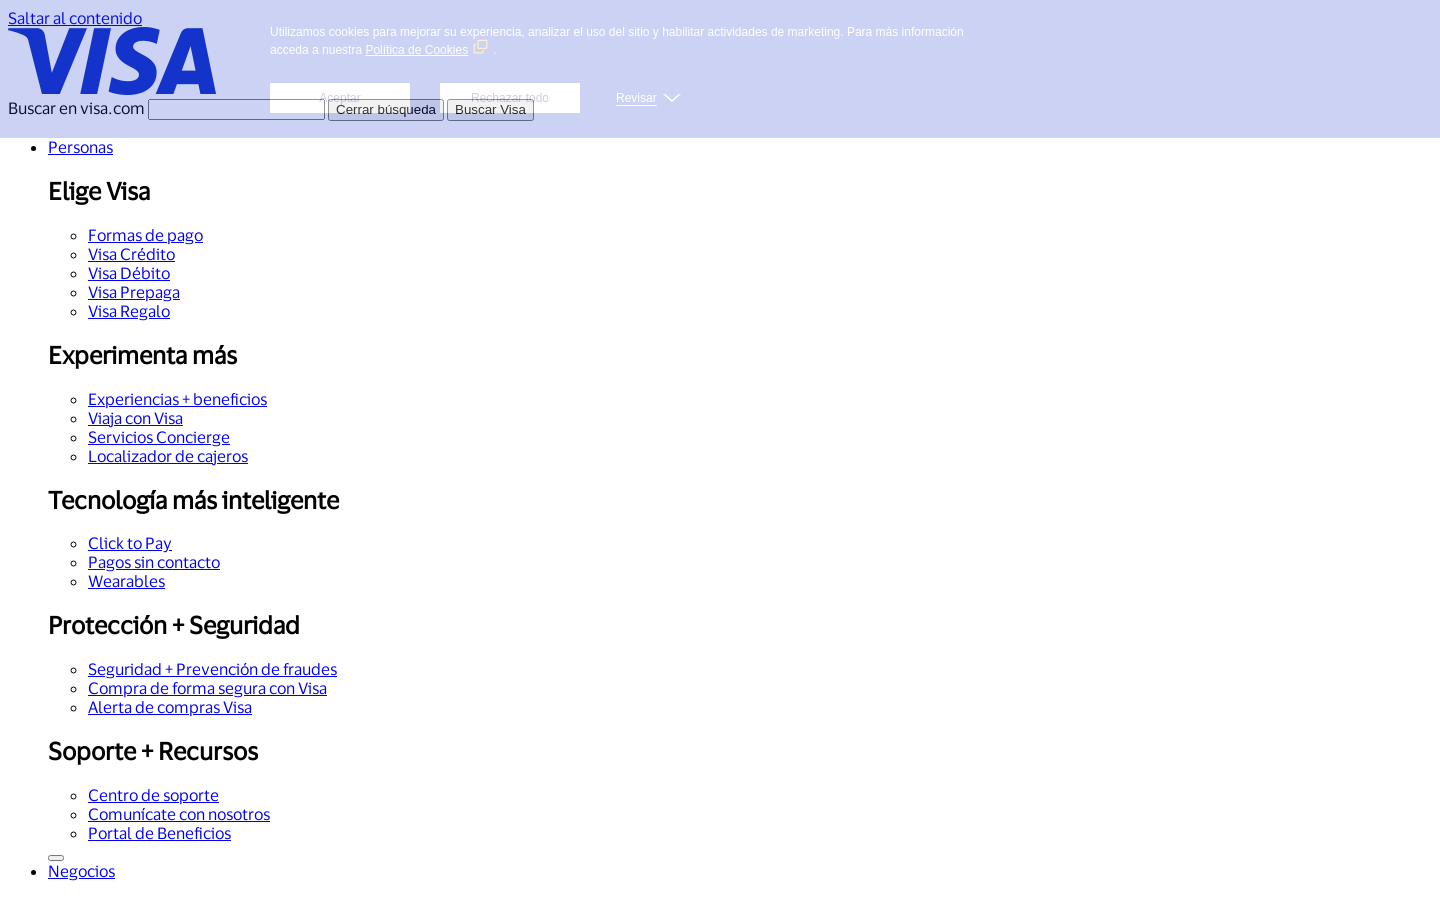 Saltar al contenido
VISA
Utilizamos cookies para mejorar su experiencia, analizar el uso del sitio y habilitar actividades de marketing. Para más información
acceda a nuestra Política de Cookies .
Aceptar
Rechazar todo
Revisar
Buscar en visa.com Cerrar búsqueda Buscar Visa
Personas
Elige Visa
Formas de pago
Visa Crédito
Visa Débito
Visa Prepaga
Visa Regalo
Experimenta más
Experiencias + beneficios
Viaja con Visa
Servicios Concierge
Localizador de cajeros
Tecnología más inteligente
Click to Pay
Pagos sin contacto
Wearables
Protección + Seguridad
Seguridad + Prevención de fraudes
Compra de forma segura con Visa
Alerta de compras Visa
Soporte + Recursos
Centro de soporte
Comunícate con nosotros
Portal de Beneficios
Negocios